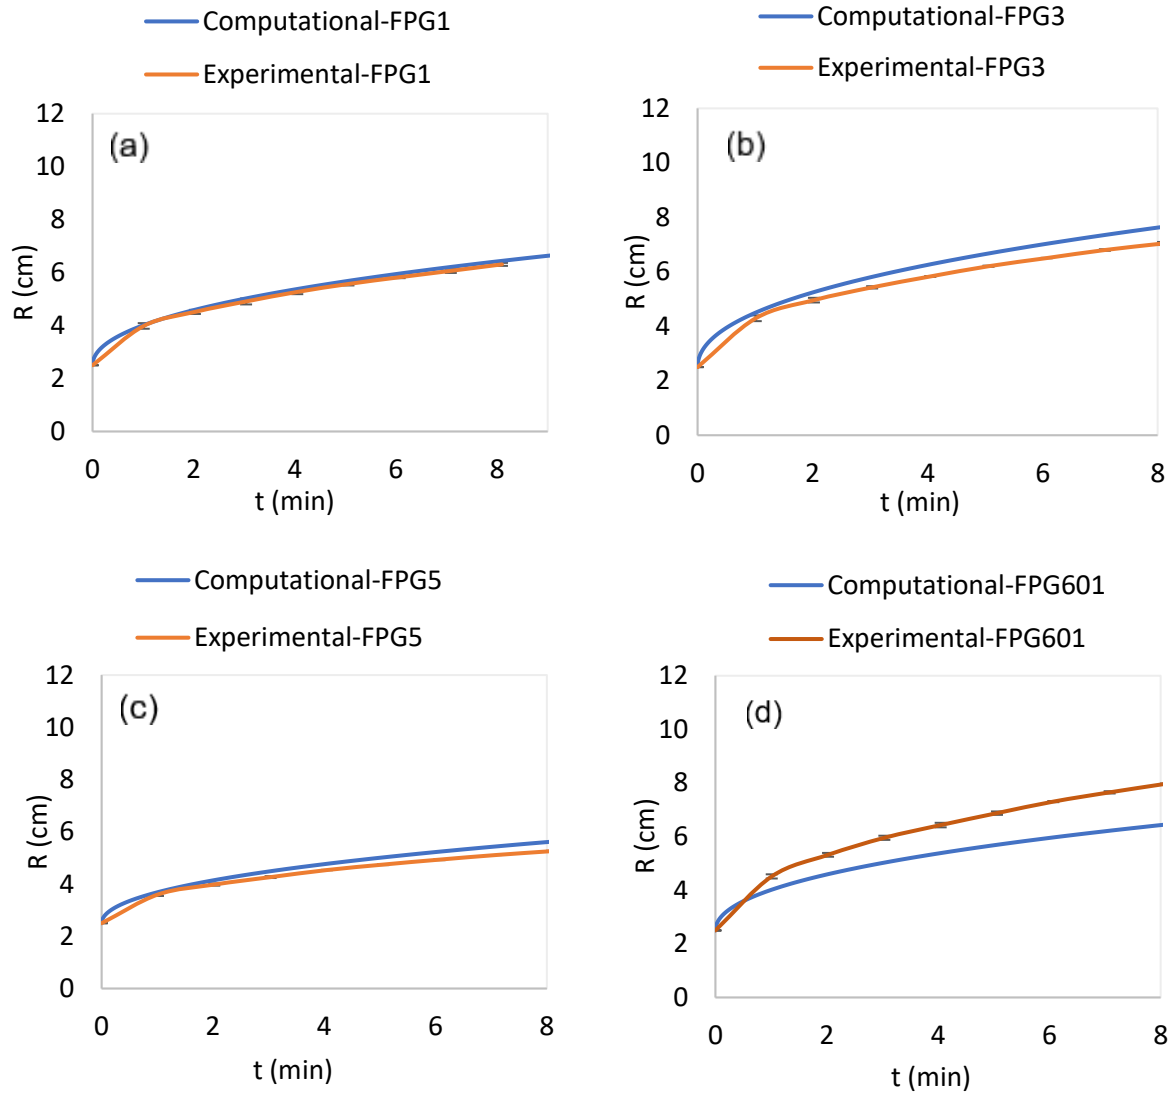 Computational-FPG1
Experimental-FPG1
12
10
8
6
4
2
0
R (cm)
(a)
0 2 4 6 8
t (min)
Computational-FPG3
Experimental-FPG3
12
10
8
6
4
2
0
R (cm)
(b)
0 2 4 6 8
t (min)
Computational-FPG5
Experimental-FPG5
12
10
8
6
4
2
0
R (cm)
(c)
0 2 4 6 8
t (min)
Computational-FPG601
Experimental-FPG601
12
10
8
6
4
2
0
R (cm)
(d)
0 2 4 6 8
t (min)